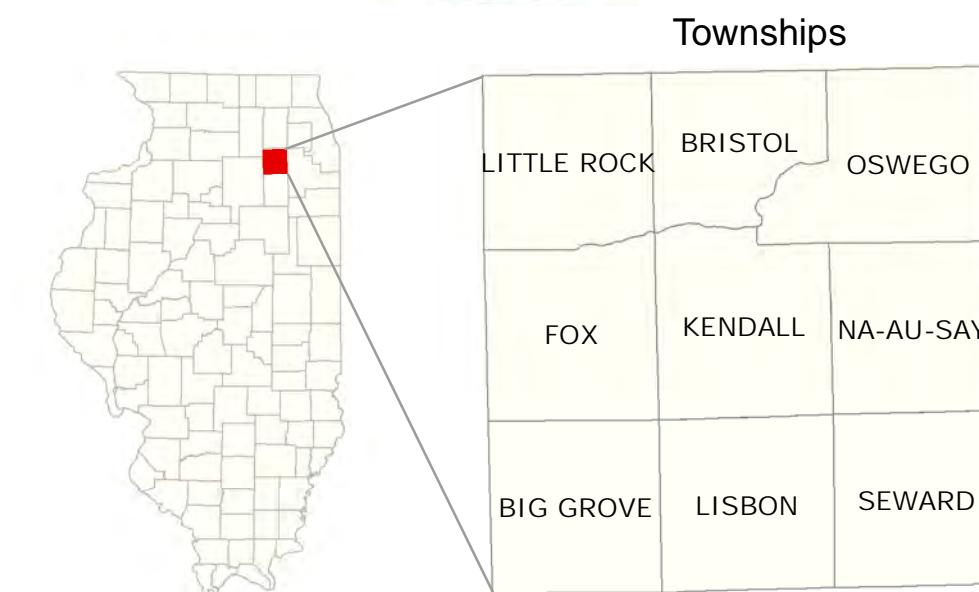 Townships
LITTLE ROCK
BRISTOL
OSWEGO
FOX
KENDALL
NA-AU-SAY
BIG GROVE
LISBON
SEWARD